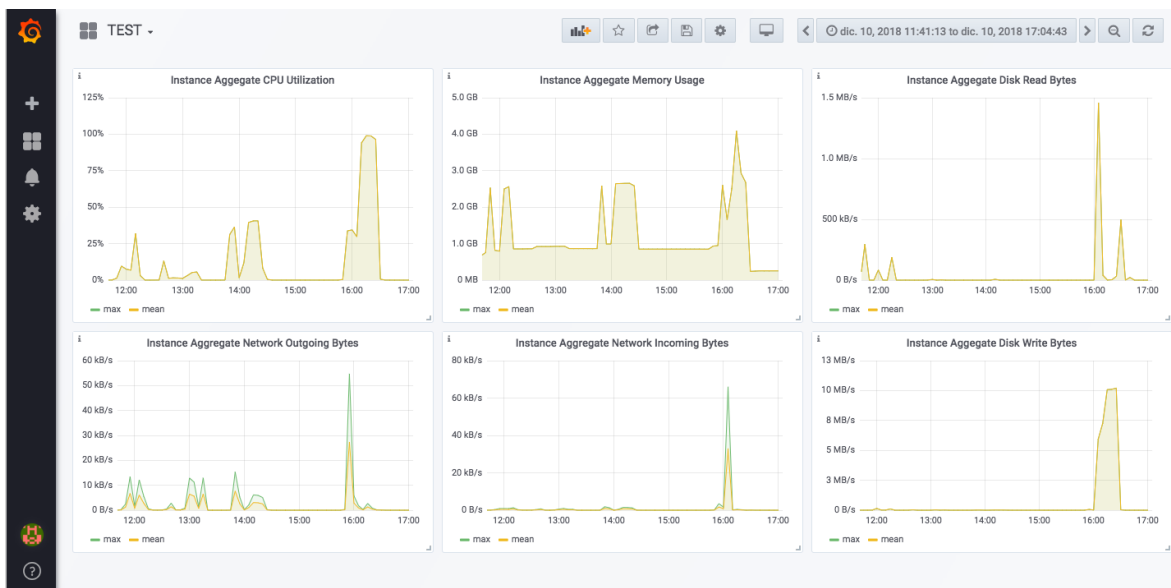 TEST
dic. 10, 2018 11:41:13 to dic. 10, 2018 17:04:43
Instance Aggegate CPU Utilization
125%
100%
75%
50%
25%
0%
12:00 13:00 14:00 15:00 16:00 17:00
max mean
Instance Aggegate Memory Usage
5.0 GB
4.0 GB
3.0 GB
2.0 GB
1.0 GB
0 MB
12:00 13:00 14:00 15:00 16:00 17:00
max mean
Instance Aggegate Disk Read Bytes
1.5 MB/s
1.0 MB/s
500 kB/s
0 B/s
12:00 13:00 14:00 15:00 16:00 17:00
max mean
Instance Aggregate Network Outgoing Bytes
60 kB/s
50 kB/s
40 kB/s
30 kB/s
20 kB/s
10 kB/s
0 B/s
12:00 13:00 14:00 15:00 16:00 17:00
max mean
Instance Aggregate Network Incoming Bytes
80 kB/s
60 kB/s
40 kB/s
20 kB/s
0 B/s
12:00 13:00 14:00 15:00 16:00 17:00
max mean
Instance Aggegate Disk Write Bytes
13 MB/s
10 MB/s
8 MB/s
5 MB/s
3 MB/s
0 B/s
12:00 13:00 14:00 15:00 16:00 17:00
max mean